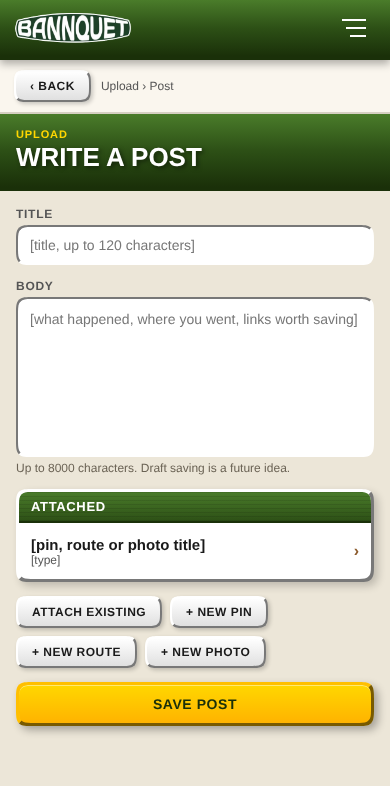 BANNQUET
‹ BACK
Upload › Post
UPLOAD
WRITE A POST
TITLE
[title, up to 120 characters]
BODY
[what happened, where you went, links worth saving]
Up to 8000 characters. Draft saving is a future idea.
ATTACHED
[pin, route or photo title]
[type]
›
ATTACH EXISTING
+ NEW PIN
+ NEW ROUTE
+ NEW PHOTO
SAVE POST